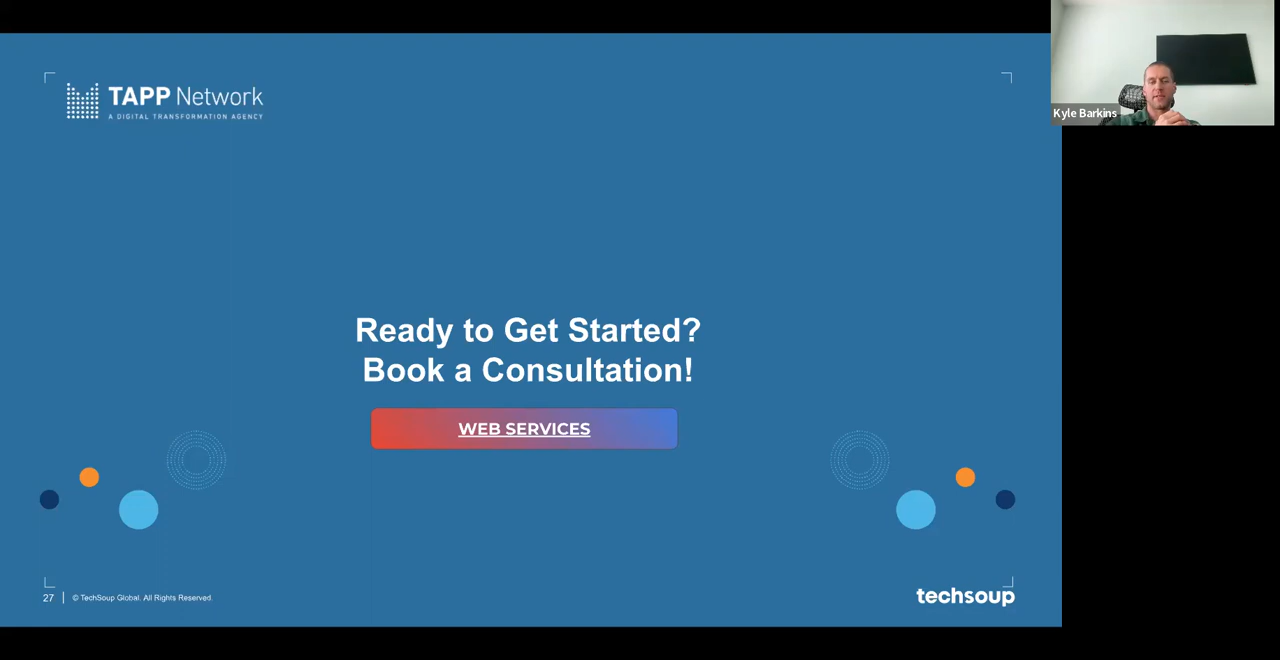 TAPP Network
A DIGITAL TRANSFORMATION AGENCY
Kyle Barkins
Ready to Get Started?
Book a Consultation!
WEB SERVICES
27 | © TechSoup Global. All Rights Reserved.
techsoup